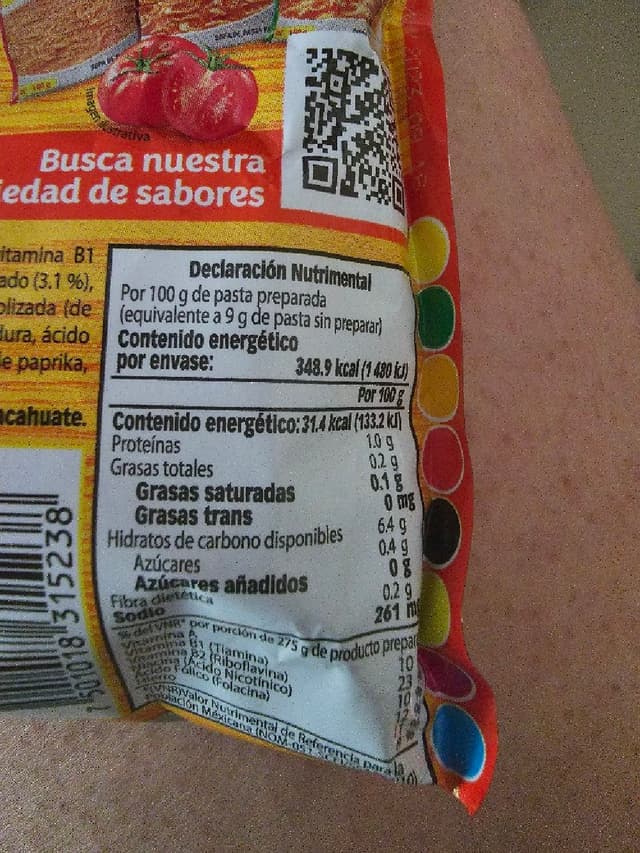 imagen ilustrativa
Busca nuestra
iedad de sabores
itamina B1
ado (3.1 %),
olizada (de
dura, ácido
e paprika,
acahuate.
Declaración Nutrimental
Por 100 g de pasta preparada
(equivalente a 9 g de pasta sin preparar)
Contenido energético
por envase: 348.9 kcal (1 480 kJ)
Por 100 g
Contenido energético: 31.4 kcal (133.2 kJ)
Proteínas 1.0 g
Grasas totales 0.2 g
Grasas saturadas 0.1 g
Grasas trans 0 mg
Hidratos de carbono disponibles 6.4 g
Azúcares 0.4 g
Azúcares añadidos 0 g
Fibra dietética 0.2 g
Sodio 261 m
% del VNR* por porción de 275 g de producto prepar
Vitamina A 10
Vitamina B1 (Tiamina) 23
Vitamina B2 (Riboflavina) 10
Niacina (Ácido Nicotínico) 12
Ácido Fólico (Folacina)
Hierro
*(VNR)Valor Nutrimental de Referencia para la
Población Mexicana (NOM-051
7 501018 315238